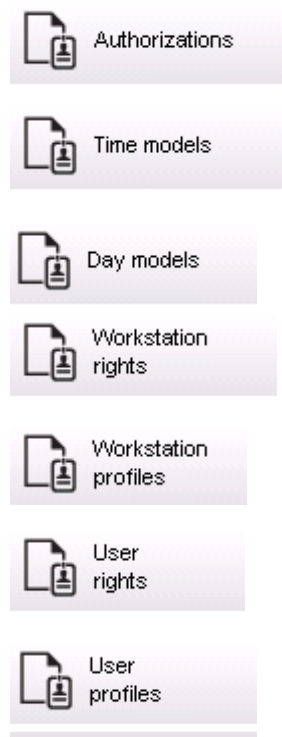 Authorizations
Time models
Day models
Workstation
rights
Workstation
profiles
User
rights
User
profiles